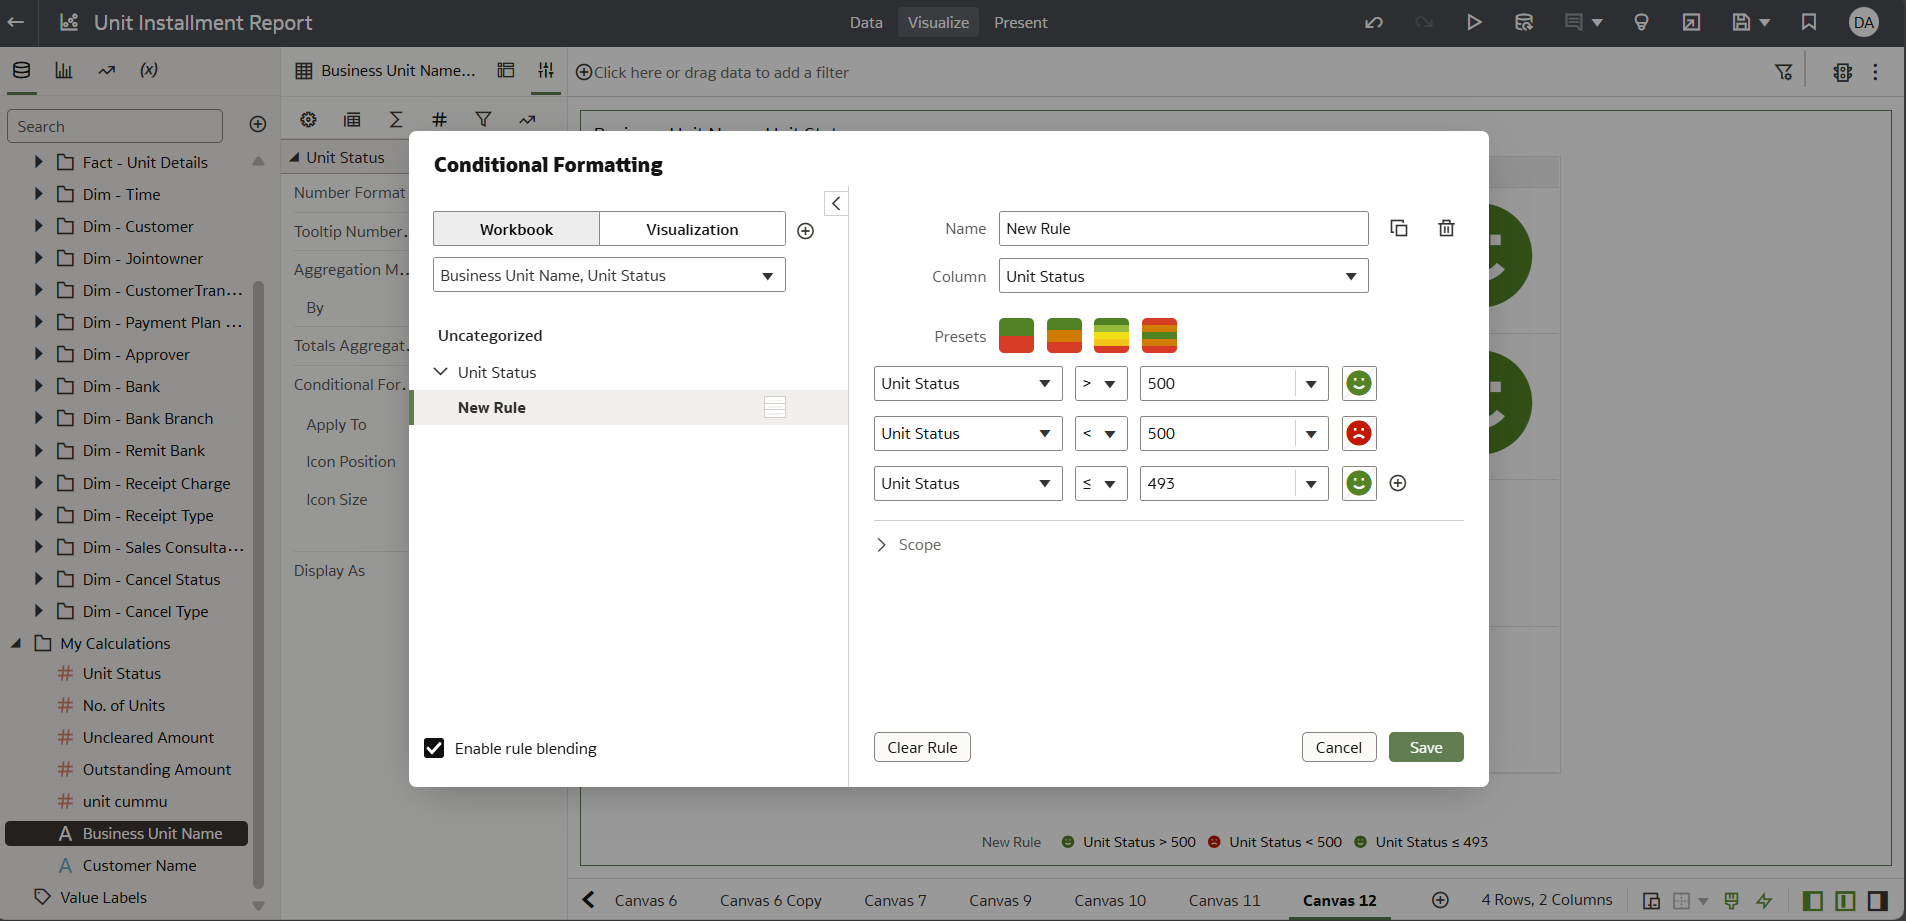 Unit Installment Report
Data Visualize Present
DA
(x)
Business Unit Name...
Click here or drag data to add a filter
Search
Fact - Unit Details
Dim - Time
Dim - Customer
Dim - Jointowner
Dim - CustomerTran...
Dim - Payment Plan ...
Dim - Approver
Dim - Bank
Dim - Bank Branch
Dim - Remit Bank
Dim - Receipt Charge
Dim - Receipt Type
Dim - Sales Consulta...
Dim - Cancel Status
Dim - Cancel Type
My Calculations
# Unit Status
# No. of Units
# Uncleared Amount
# Outstanding Amount
# unit cummu
A Business Unit Name
A Customer Name
Value Labels
Unit Status
Number Format
Tooltip Number...
Aggregation M...
By
Totals Aggregat...
Conditional For...
Apply To
Icon Position
Icon Size
Display As
Conditional Formatting
Workbook Visualization
Business Unit Name, Unit Status
Uncategorized
Unit Status
New Rule
Enable rule blending
Name New Rule
Column Unit Status
Presets
Unit Status > 500
Unit Status < 500
Unit Status ≤ 493
Scope
Clear Rule Cancel Save
New Rule Unit Status > 500 Unit Status < 500 Unit Status ≤ 493
Canvas 6 Canvas 6 Copy Canvas 7 Canvas 9 Canvas 10 Canvas 11 Canvas 12 4 Rows, 2 Columns